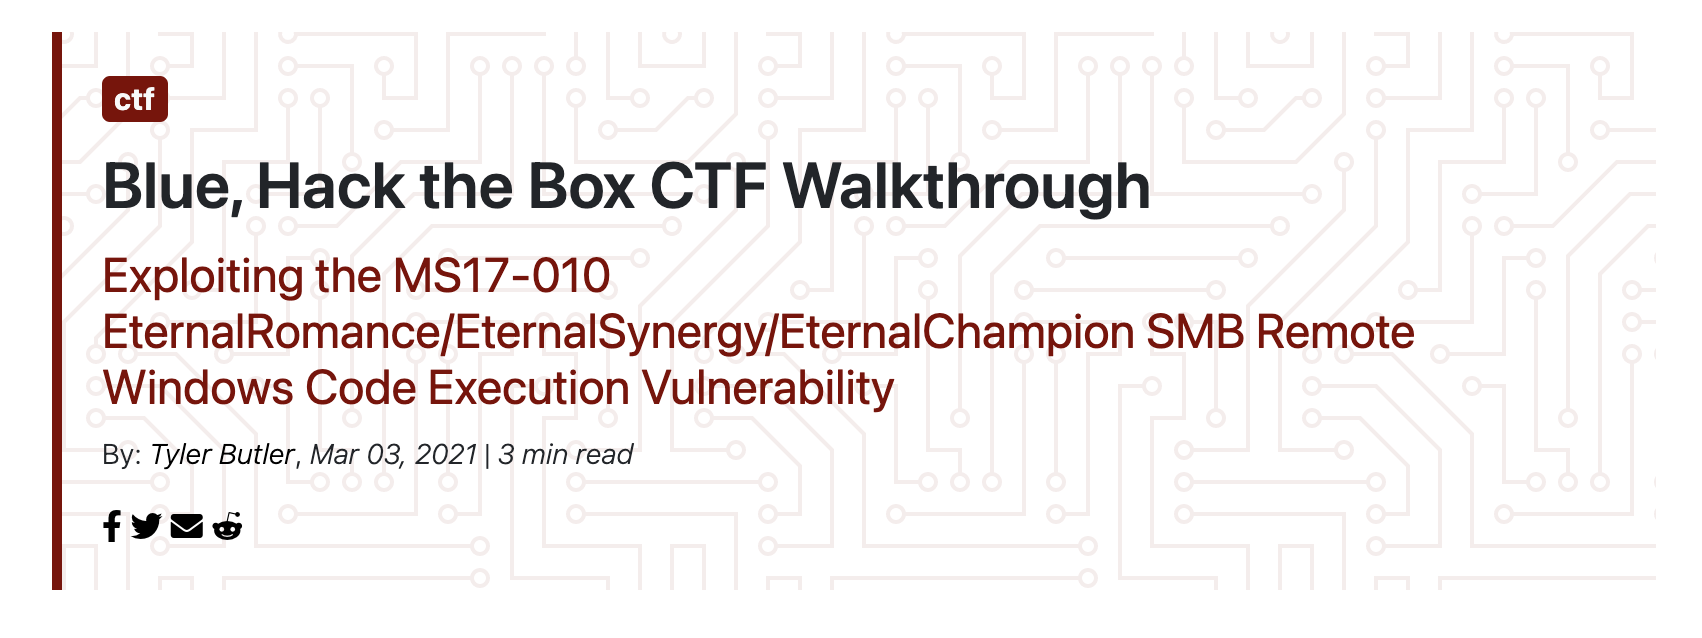 ctf
Blue, Hack the Box CTF Walkthrough
Exploiting the MS17-010
EternalRomance/EternalSynergy/EternalChampion SMB Remote
Windows Code Execution Vulnerability
By: Tyler Butler, Mar 03, 2021 | 3 min read